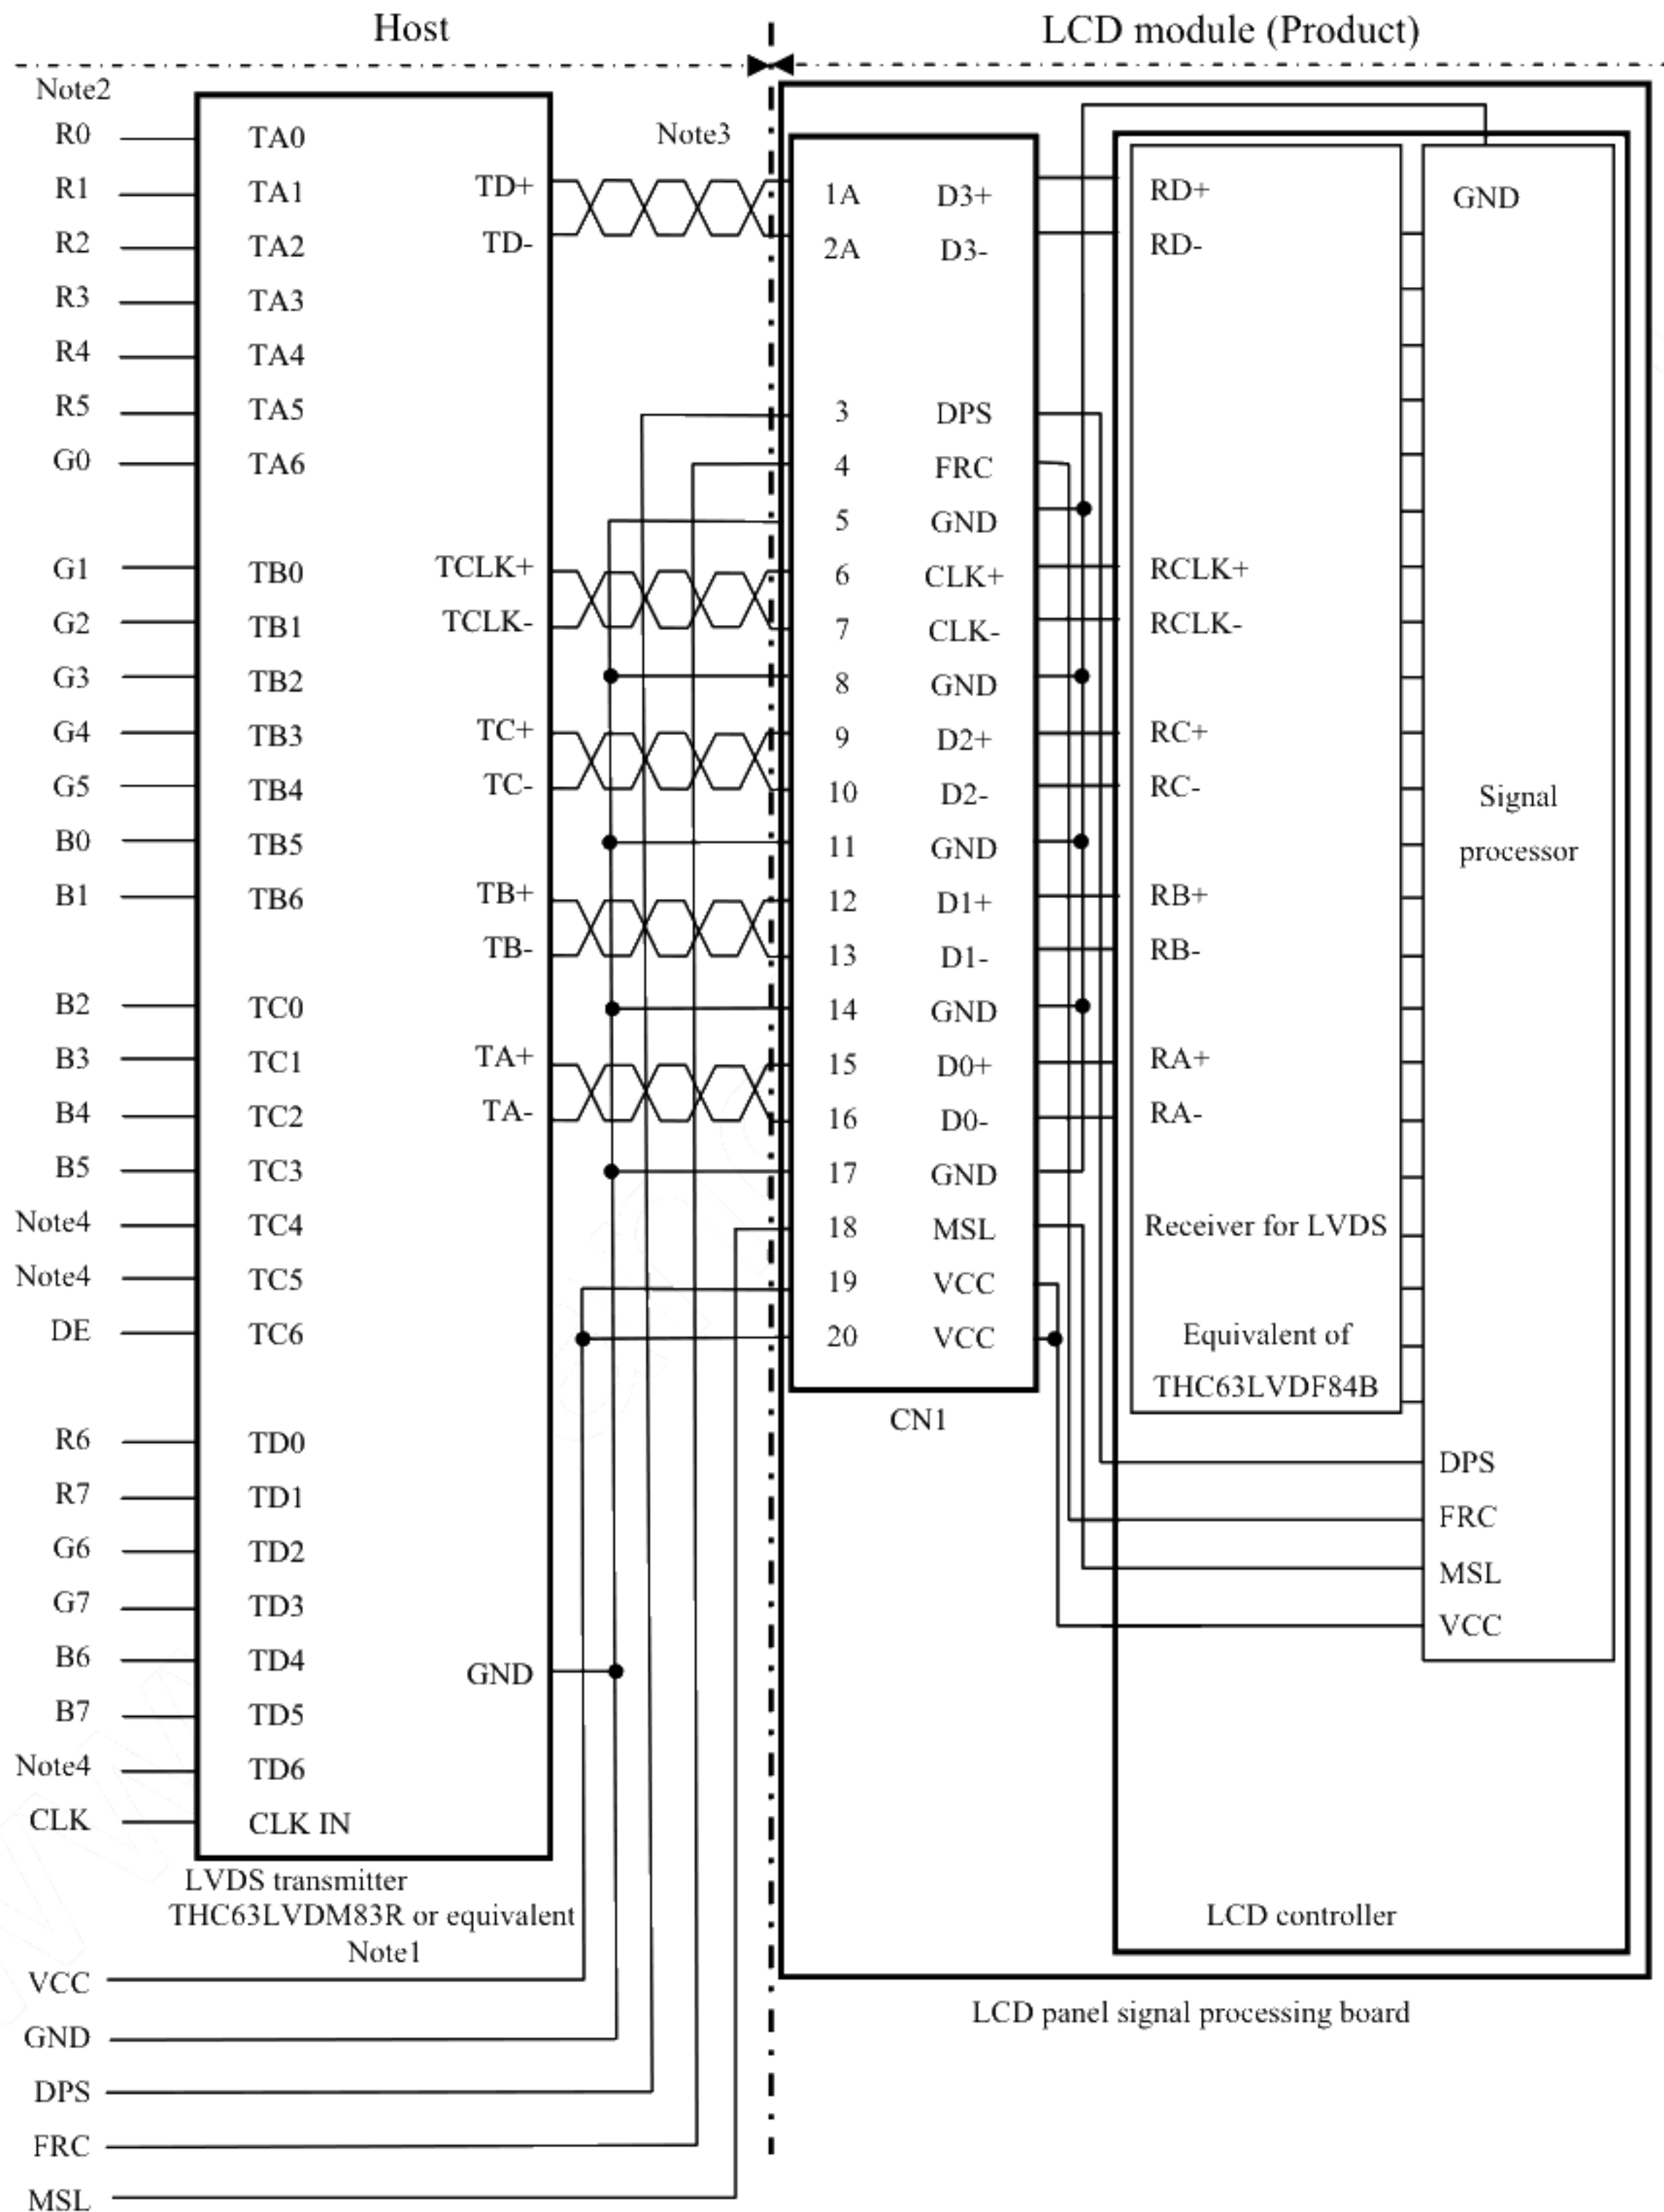 Host
LCD module (Product)
Note2
Note3
R0 TA0
R1 TA1 TD+ 1A D3+ RD+ GND
R2 TA2 TD- 2A D3- RD-
R3 TA3
R4 TA4
R5 TA5 3 DPS
G0 TA6 4 FRC
5 GND
G1 TB0 TCLK+ 6 CLK+ RCLK+
G2 TB1 TCLK- 7 CLK- RCLK-
G3 TB2 8 GND
G4 TB3 TC+ 9 D2+ RC+
G5 TB4 TC- 10 D2- RC- Signal
B0 TB5 11 GND processor
B1 TB6 TB+ 12 D1+ RB+
TB- 13 D1- RB-
B2 TC0 14 GND
B3 TC1 TA+ 15 D0+ RA+
B4 TC2 TA- 16 D0- RA-
B5 TC3 17 GND
Note4 TC4 18 MSL Receiver for LVDS
Note4 TC5 19 VCC
DE TC6 20 VCC Equivalent of
THC63LVDF84B
CN1
R6 TD0 DPS
R7 TD1 FRC
G6 TD2 MSL
G7 TD3 VCC
B6 TD4 GND
B7 TD5
Note4 TD6
CLK CLK IN
LVDS transmitter
THC63LVDM83R or equivalent
Note1
LCD controller
VCC
LCD panel signal processing board
GND
DPS
FRC
MSL